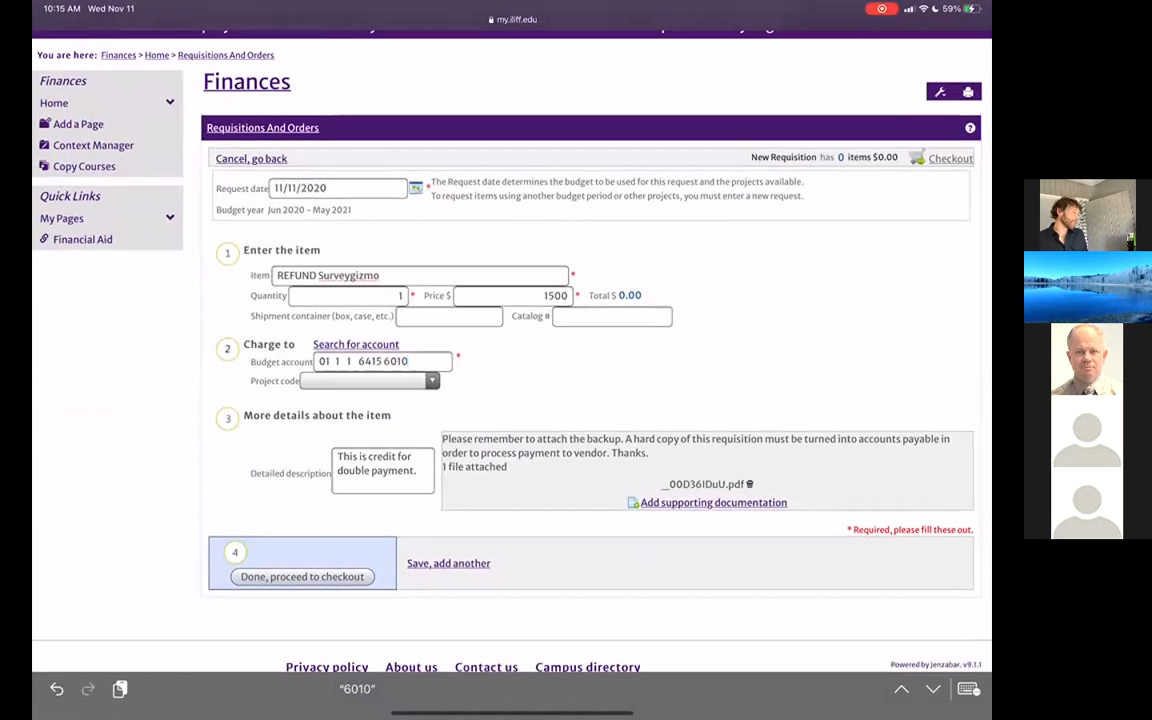 10:15 AM Wed Nov 11
59%
my.iliff.edu
You are here: Finances > Home > Requisitions And Orders
Finances
Home
Add a Page
Context Manager
Copy Courses
Quick Links
My Pages
Financial Aid
Finances
Requisitions And Orders
Cancel, go back
New Requisition has 0 items $0.00 Checkout
Request date 11/11/2020 * The Request date determines the budget to be used for this request and the projects available.
To request items using another budget period or other projects, you must enter a new request.
Budget year Jun 2020 - May 2021
1 Enter the item
Item REFUND Surveygizmo *
Quantity 1 * Price $ 1500 * Total $ 0.00
Shipment container (box, case, etc.) Catalog #
2 Charge to Search for account
Budget account 01 1 1 6415 6010 *
Project code
3 More details about the item
Detailed description This is credit for
double payment.
Please remember to attach the backup. A hard copy of this requisition must be turned into accounts payable in
order to process payment to vendor. Thanks.
1 file attached
_00D36IDuU.pdf
Add supporting documentation
* Required, please fill these out.
4
Done, proceed to checkout
Save, add another
Privacy policy About us Contact us Campus directory
Powered by Jenzabar. v9.1.1
"6010"